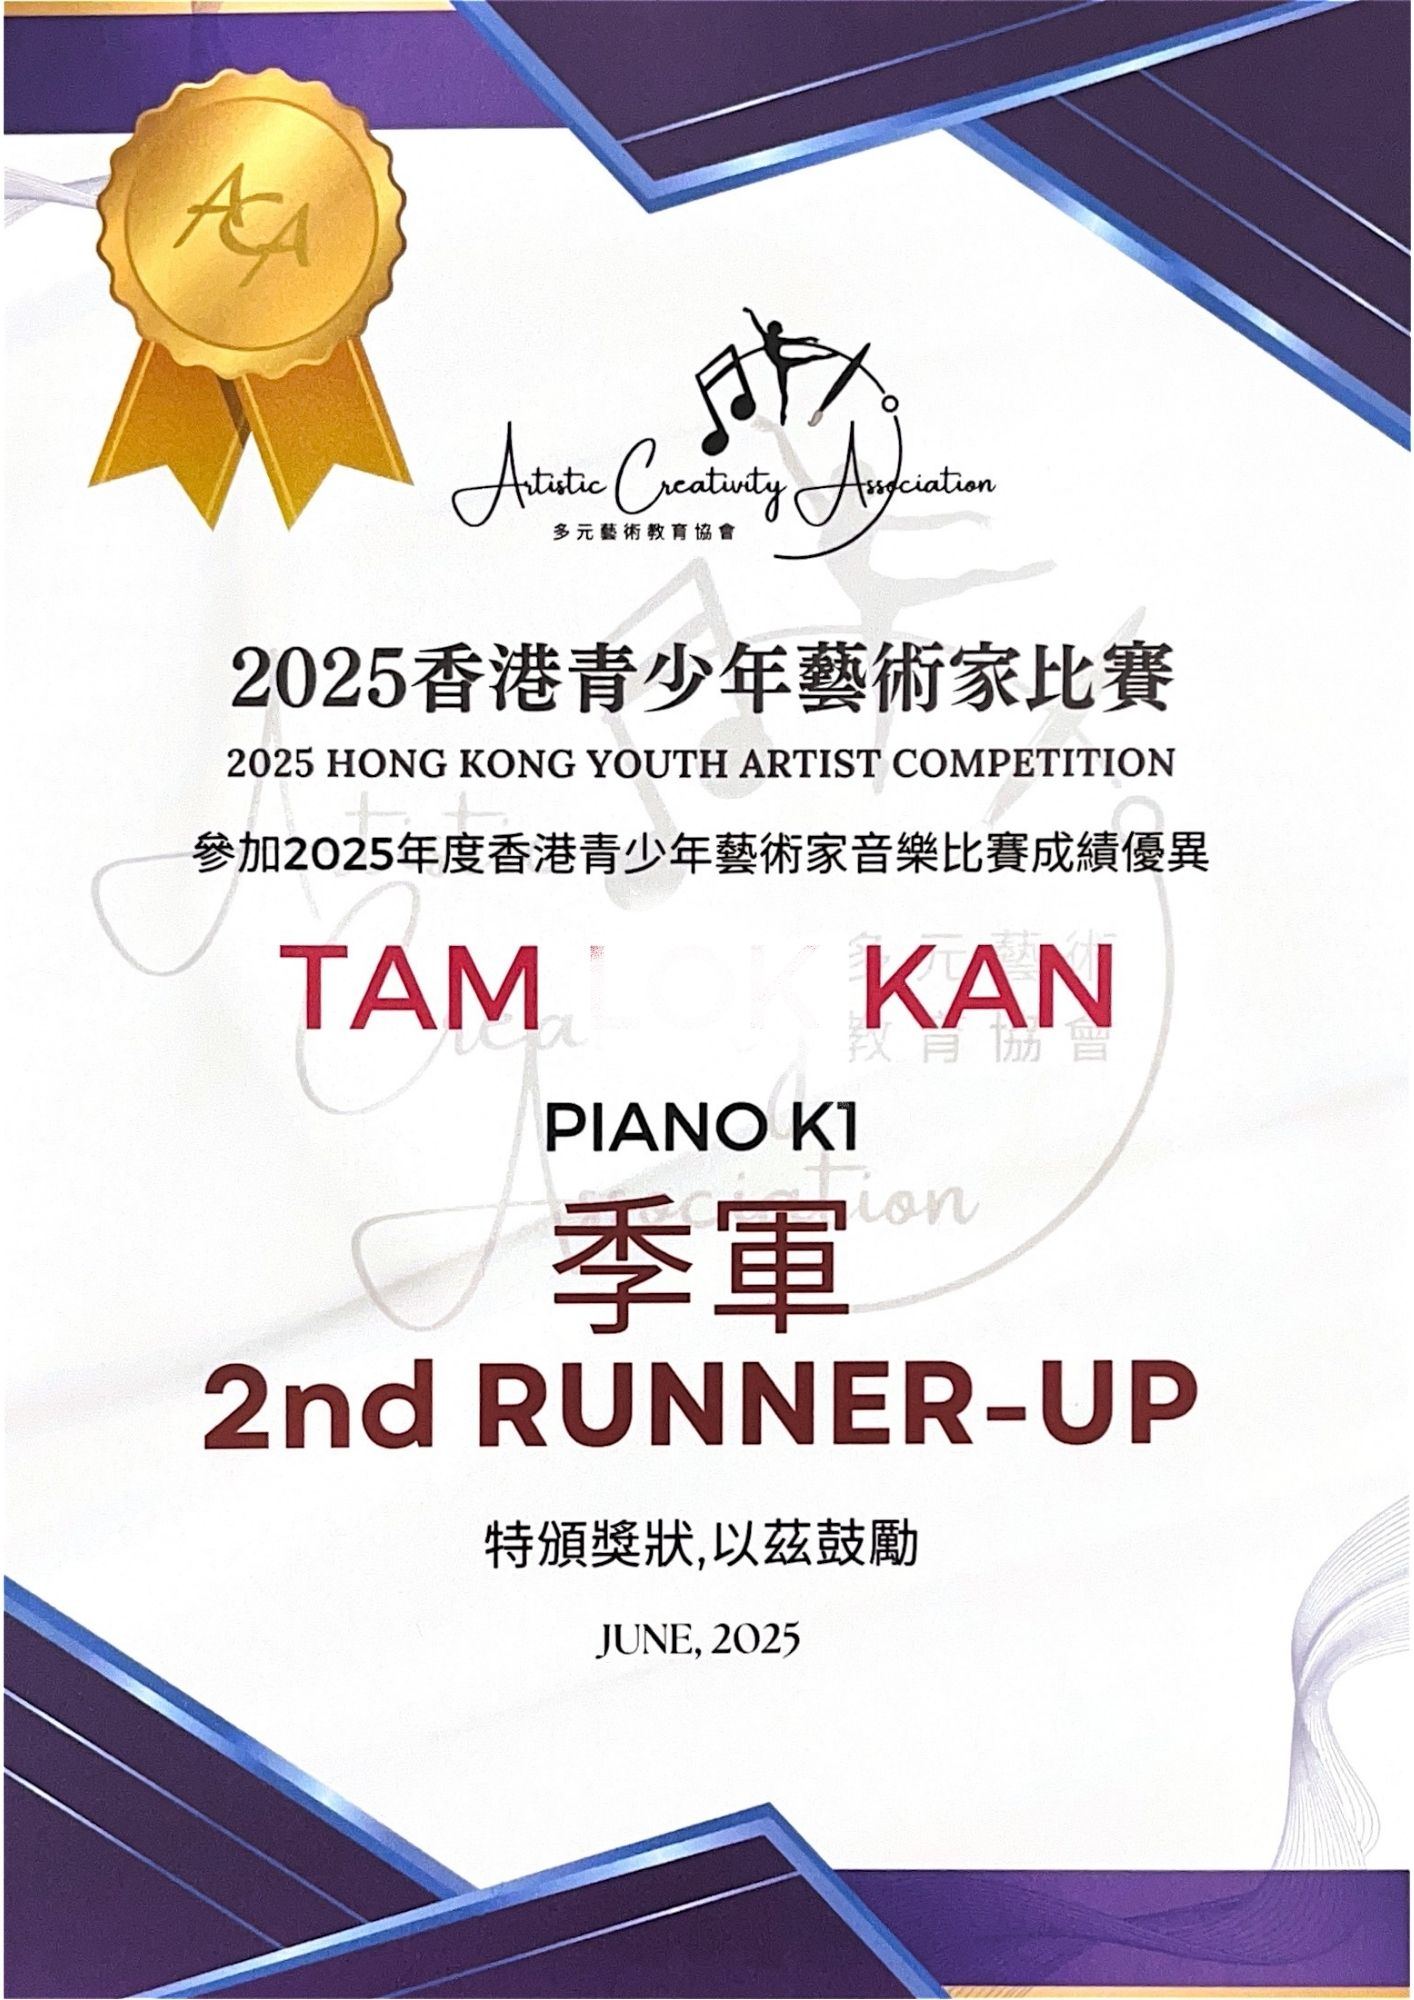 ACA
Artistic Creativity Association
多元藝術教育協會
2025香港青少年藝術家比賽
2025 HONG KONG YOUTH ARTIST COMPETITION
參加2025年度香港青少年藝術家音樂比賽成績優異
TAM KAN
PIANO K1
季軍
2nd RUNNER-UP
特頒獎狀,以茲鼓勵
JUNE, 2025